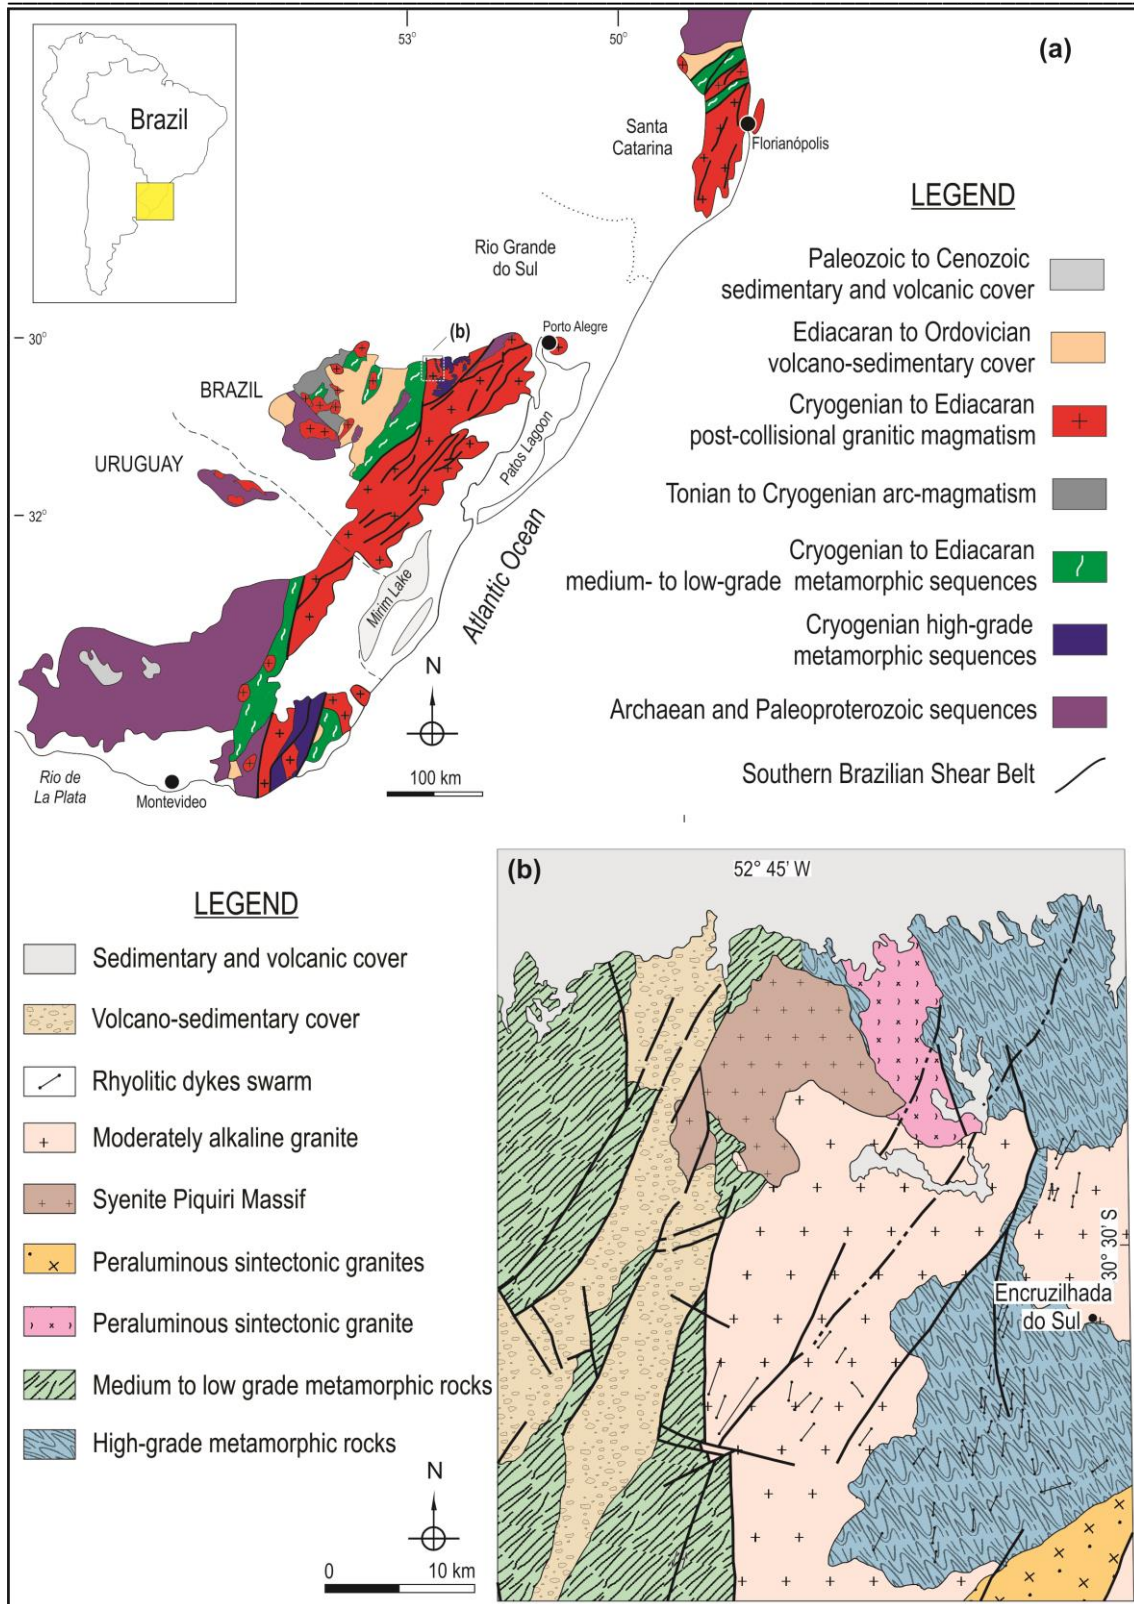 53°
50°
(a)
Brazil
Santa
Catarina
Florianópolis
LEGEND
Rio Grande
do Sul
Paleozoic to Cenozoic
sedimentary and volcanic cover
30°
(b)
Porto Alegre
Ediacaran to Ordovician
volcano-sedimentary cover
BRAZIL
Cryogenian to Ediacaran
post-collisional granitic magmatism
URUGUAY
Patos Lagoon
Tonian to Cryogenian arc-magmatism
32°
Cryogenian to Ediacaran
medium- to low-grade metamorphic sequences
Mirim Lake
Atlantic Ocean
Cryogenian high-grade
metamorphic sequences
N
Archaean and Paleoproterozoic sequences
Rio de
La Plata
Montevideo
100 km
Southern Brazilian Shear Belt
(b)
52° 45' W
LEGEND
Sedimentary and volcanic cover
Volcano-sedimentary cover
Rhyolitic dykes swarm
Moderately alkaline granite
Syenite Piquiri Massif
Peraluminous sintectonic granites
30° 30' S
Encruzilhada
do Sul
Peraluminous sintectonic granite
Medium to low grade metamorphic rocks
High-grade metamorphic rocks
N
0 10 km